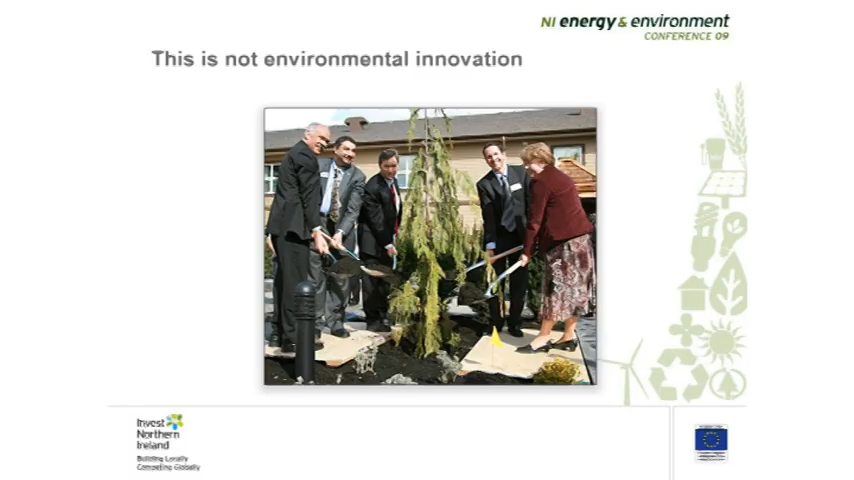 NI energy & environment
CONFERENCE 09
This is not environmental innovation
Invest
Northern
Ireland
Building Locally
Competing Globally